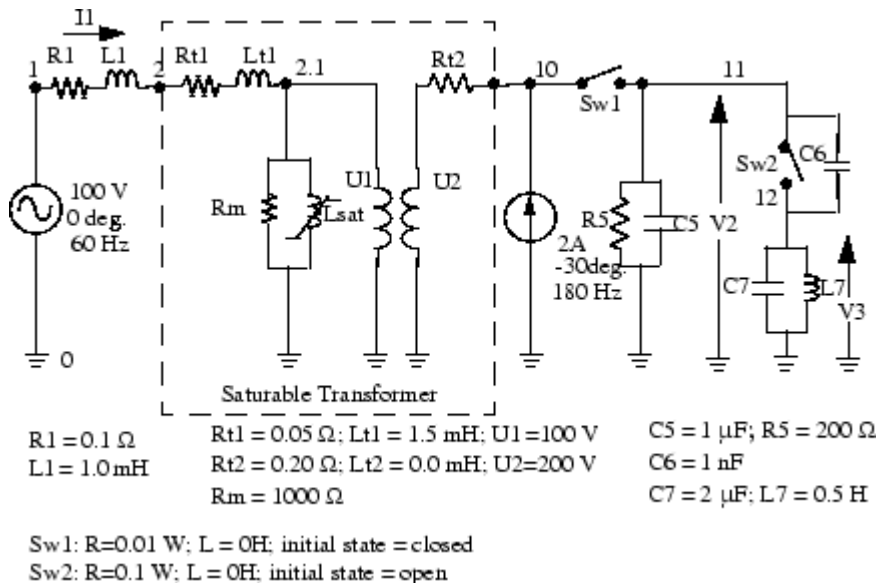 I1
R1 L1 Rt1 Lt1 Rt2
1 2 2.1 10 11
Sw1
Sw2 C6
12
100 V
0 deg.
60 Hz
Rm Lsat U1 U2
2A
-30deg.
180 Hz
R5 C5 V2
C7 L7 V3
0
Saturable Transformer
R1 = 0.1 Ω
L1 = 1.0 mH
Rt1 = 0.05 Ω; Lt1 = 1.5 mH; U1=100 V
Rt2 = 0.20 Ω; Lt2 = 0.0 mH; U2=200 V
Rm = 1000 Ω
C5 = 1 μF; R5 = 200 Ω
C6 = 1 nF
C7 = 2 μF; L7 = 0.5 H
Sw1: R=0.01 W; L = 0H; initial state = closed
Sw2: R=0.1 W; L = 0H; initial state = open